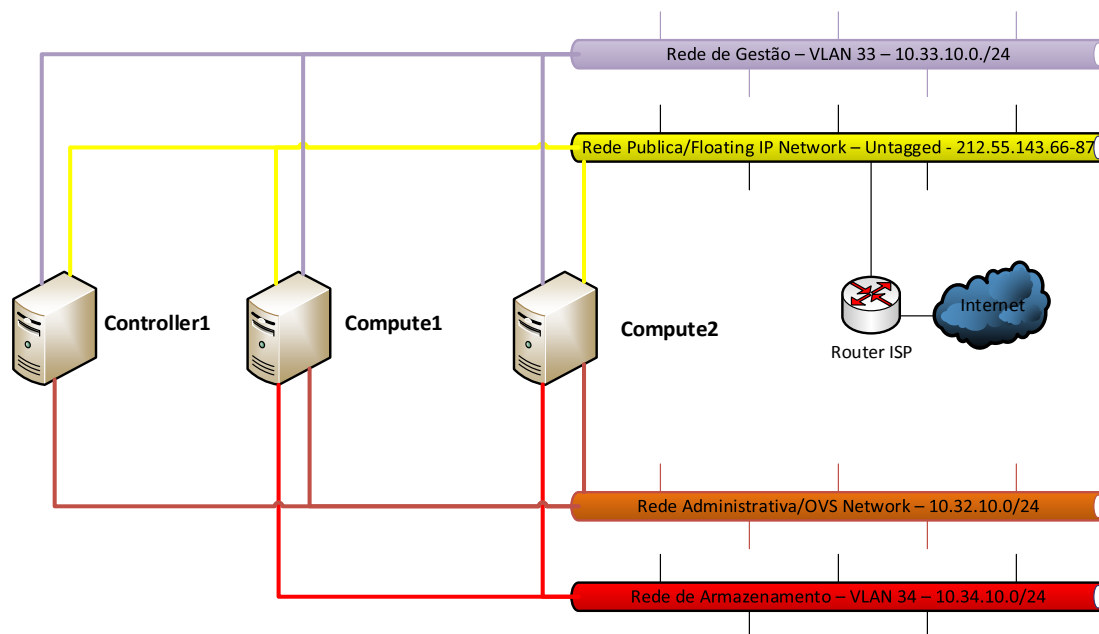 Rede de Gestão – VLAN 33 – 10.33.10.0./24
Rede Publica/Floating IP Network – Untagged - 212.55.143.66-87
Controller1
Compute1
Compute2
Internet
Router ISP
Rede Administrativa/OVS Network – 10.32.10.0/24
Rede de Armazenamento – VLAN 34 – 10.34.10.0/24